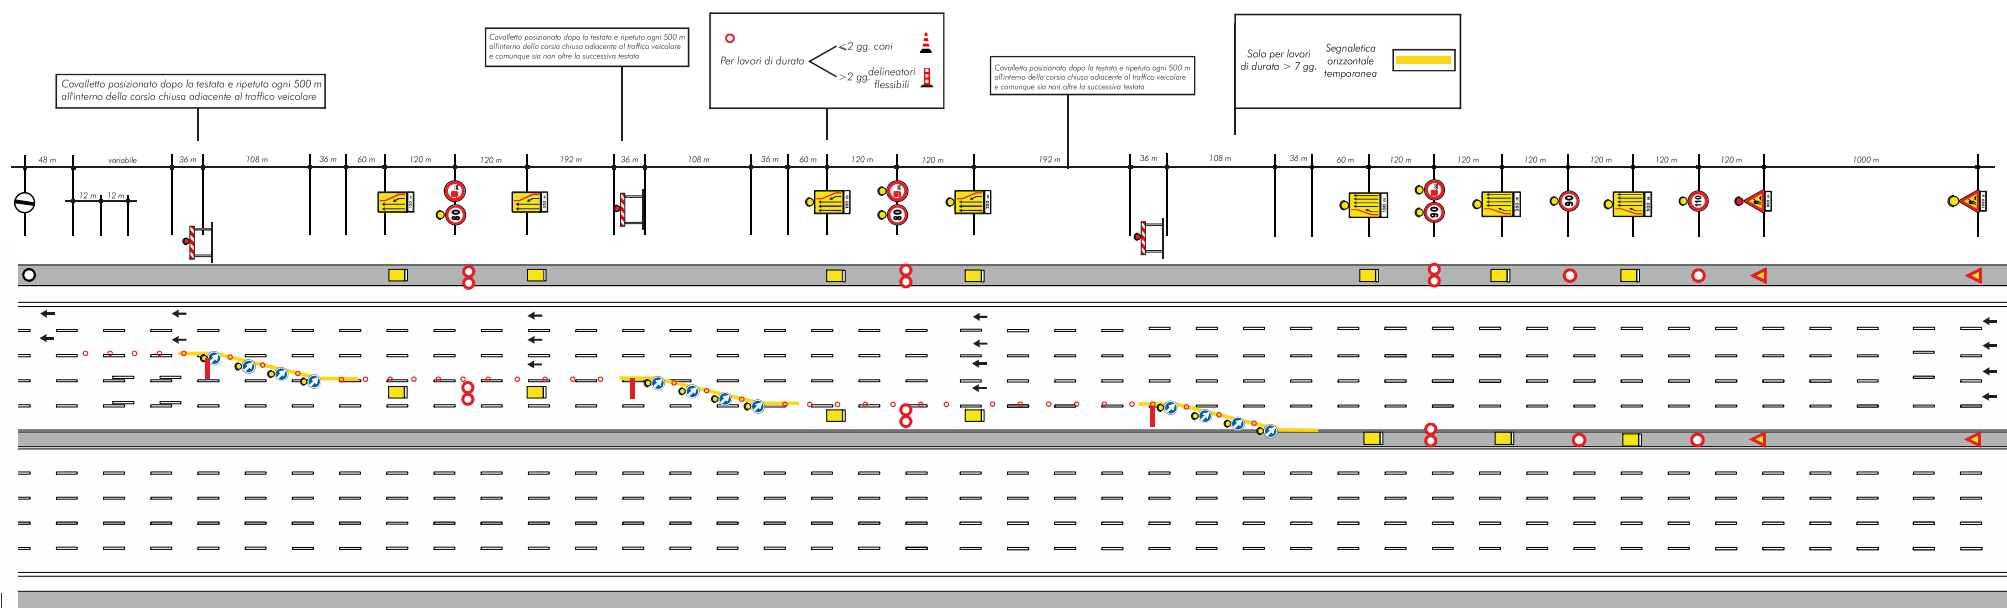 Cavalletto posizionato dopo la testata e ripetuto ogni 500 m
all'interno della corsia chiusa adiacente al traffico veicolare
Cavalletto posizionato dopo la testata e ripetuto ogni 500 m
all'interno della corsia chiusa adiacente al traffico veicolare
e comunque sia non oltre la successiva testata
Per lavori di durata
⩽2 gg. coni
>2 gg. delineatori
flessibili
Cavalletto posizionato dopo la testata e ripetuto ogni 500 m
all'interno della corsia chiusa adiacente al traffico veicolare
e comunque sia non oltre la successiva testata
Solo per lavori
di durata > 7 gg.
Segnaletica
orizzontale
temporanea
48 m variabile 36 m 108 m 36 m 60 m 120 m 120 m 192 m 36 m 108 m 36 m 60 m 120 m 120 m 192 m 36 m 108 m 36 m 60 m 120 m 120 m 120 m 120 m 120 m 120 m 1000 m
12 m 12 m
80
80
90
90
110